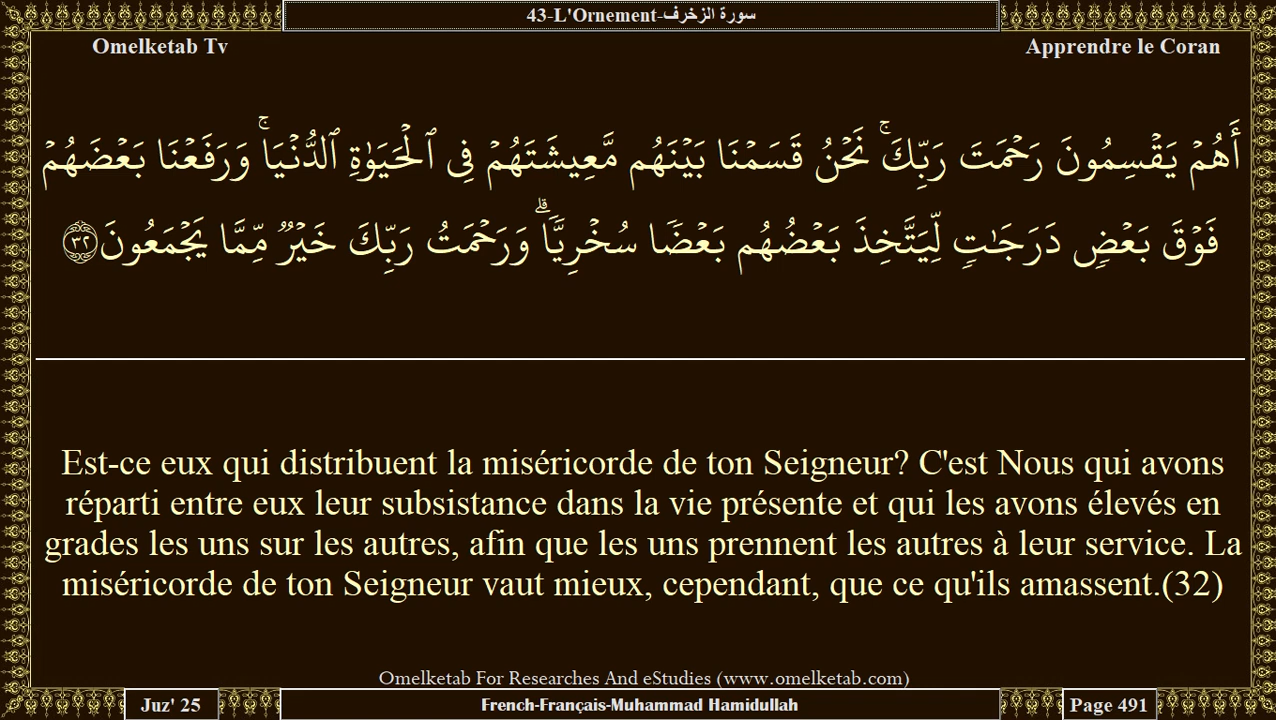 43-L'Ornement-سورة الزخرف
Omelketab Tv
Apprendre le Coran
أَهُمۡ يَقۡسِمُونَ رَحۡمَتَ رَبِّكَۚ نَحۡنُ قَسَمۡنَا بَيۡنَهُم مَّعِيشَتَهُمۡ فِي ٱلۡحَيَوٰةِ ٱلدُّنۡيَاۚ وَرَفَعۡنَا بَعۡضَهُمۡ
فَوۡقَ بَعۡضٖ دَرَجَٰتٖ لِّيَتَّخِذَ بَعۡضُهُم بَعۡضٗا سُخۡرِيّٗاۗ وَرَحۡمَتُ رَبِّكَ خَيۡرٞ مِّمَّا يَجۡمَعُونَ ٣٢
Est-ce eux qui distribuent la miséricorde de ton Seigneur? C'est Nous qui avons
réparti entre eux leur subsistance dans la vie présente et qui les avons élevés en
grades les uns sur les autres, afin que les uns prennent les autres à leur service. La
miséricorde de ton Seigneur vaut mieux, cependant, que ce qu'ils amassent.(32)
Omelketab For Researches And eStudies (www.omelketab.com)
Juz' 25
French-Français-Muhammad Hamidullah
Page 491